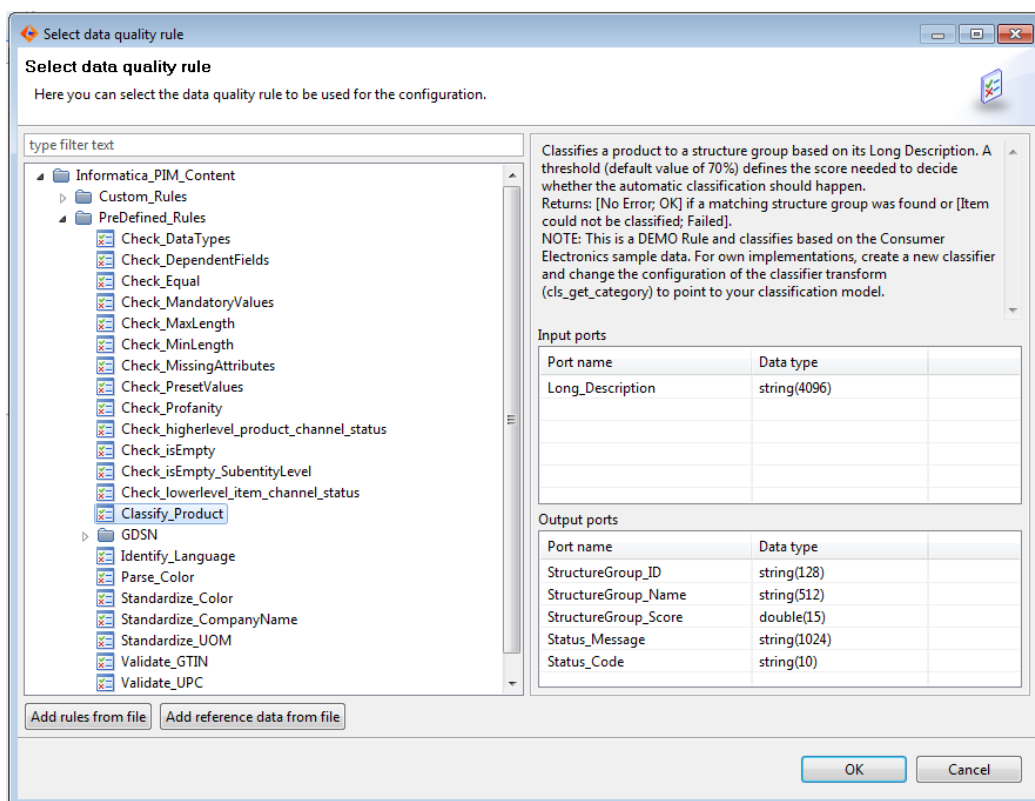 Select data quality rule
Select data quality rule
Here you can select the data quality rule to be used for the configuration.
type filter text
Informatica_PIM_Content
Custom_Rules
PreDefined_Rules
Check_DataTypes
Check_DependentFields
Check_Equal
Check_MandatoryValues
Check_MaxLength
Check_MinLength
Check_MissingAttributes
Check_PresetValues
Check_Profanity
Check_higherlevel_product_channel_status
Check_isEmpty
Check_isEmpty_SubentityLevel
Check_lowerlevel_item_channel_status
Classify_Product
GDSN
Identify_Language
Parse_Color
Standardize_Color
Standardize_CompanyName
Standardize_UOM
Validate_GTIN
Validate_UPC
Add rules from file Add reference data from file
Classifies a product to a structure group based on its Long Description. A
threshold (default value of 70%) defines the score needed to decide
whether the automatic classification should happen.
Returns: [No Error; OK] if a matching structure group was found or [Item
could not be classified; Failed].
NOTE: This is a DEMO Rule and classifies based on the Consumer
Electronics sample data. For own implementations, create a new classifier
and change the configuration of the classifier transform
(cls_get_category) to point to your classification model.
Input ports
Port name Data type
Long_Description string(4096)
Output ports
Port name Data type
StructureGroup_ID string(128)
StructureGroup_Name string(512)
StructureGroup_Score double(15)
Status_Message string(1024)
Status_Code string(10)
OK Cancel